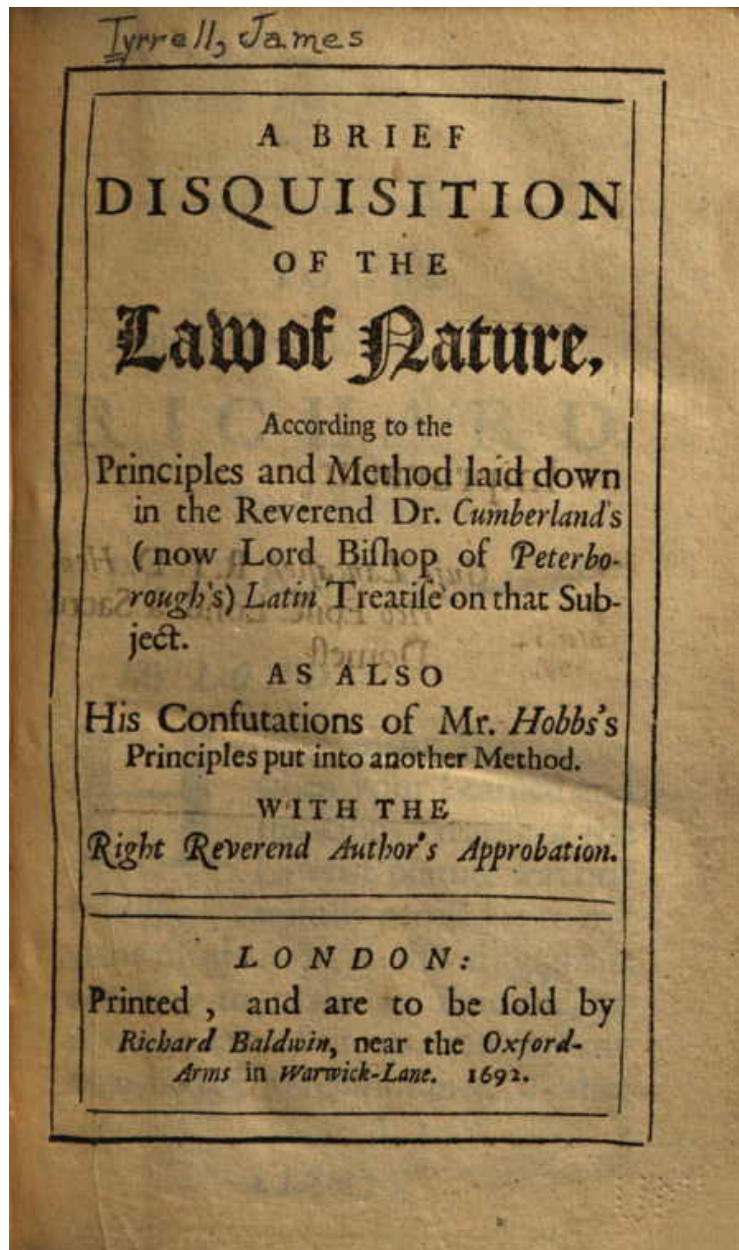 Tyrrell, James
A BRIEF
DISQUISITION
OF THE
Law of Nature,
According to the
Principles and Method laid down
in the Reverend Dr. Cumberland's
(now Lord Biſhop of Peterbo-
rough's) Latin Treatiſe on that Sub-
ject.
AS ALSO
His Confutations of Mr. Hobbs's
Principles put into another Method.
WITH THE
Right Reverend Author's Approbation.
LONDON:
Printed, and are to be ſold by
Richard Baldwin, near the Oxford-
Arms in Warwick-Lane. 1692.